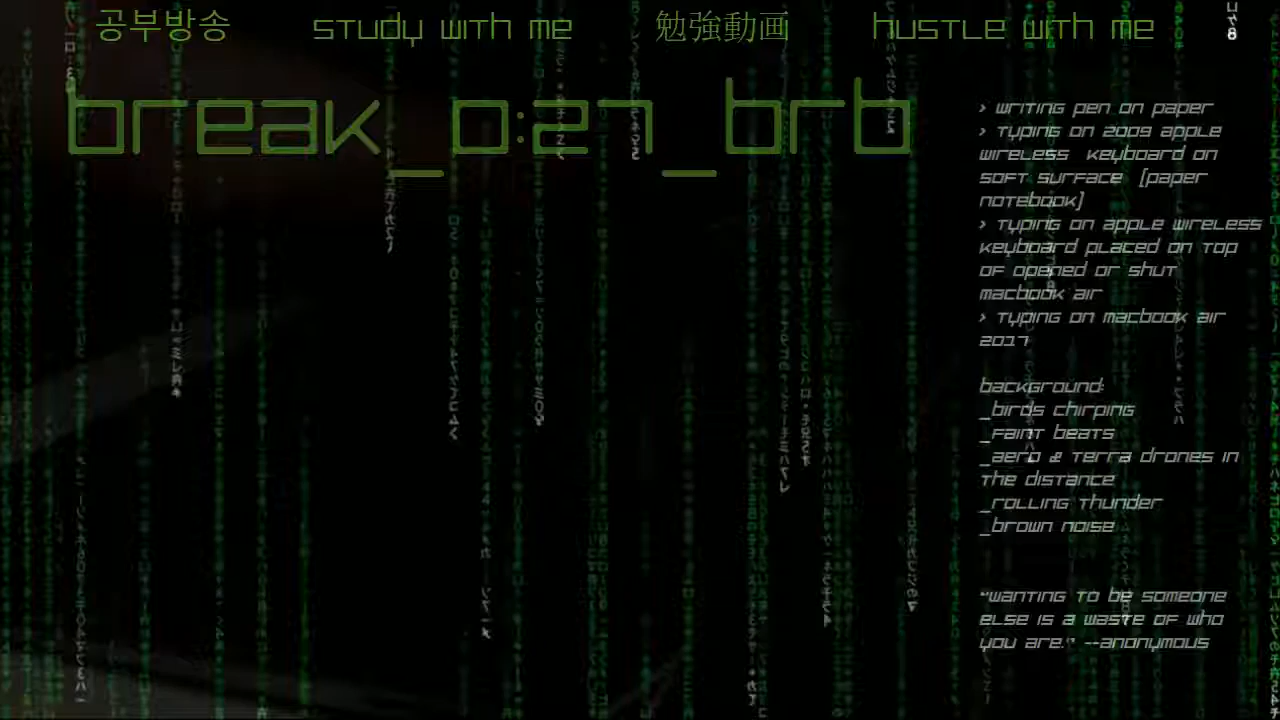 공부방송 study with me 勉強動画 hustle with me
break_0:27_brb
> writing pen on paper
> typing on 2009 apple
wireless keyboard on
soft surface [paper
notebook]
> typing on apple wireless
keyboard placed on top
of opened or shut
macbook air
> typing on macbook air
2017
background:
_birds chirping
_faint beats
_aero & terra drones in
the distance
_rolling thunder
_brown noise
"wanting to be someone
else is a waste of who
you are." --anonymous